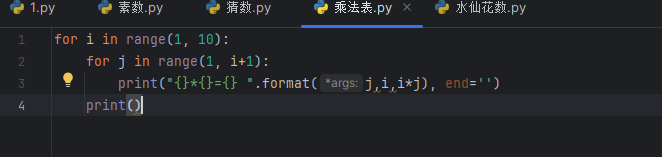 1.py 素数.py 猜数.py 乘法表.py × 水仙花数.py
1 for i in range(1, 10):
2 for j in range(1, i+1):
3 print("{}*{}={} ".format( *args: j,i,i*j), end='')
4 print()